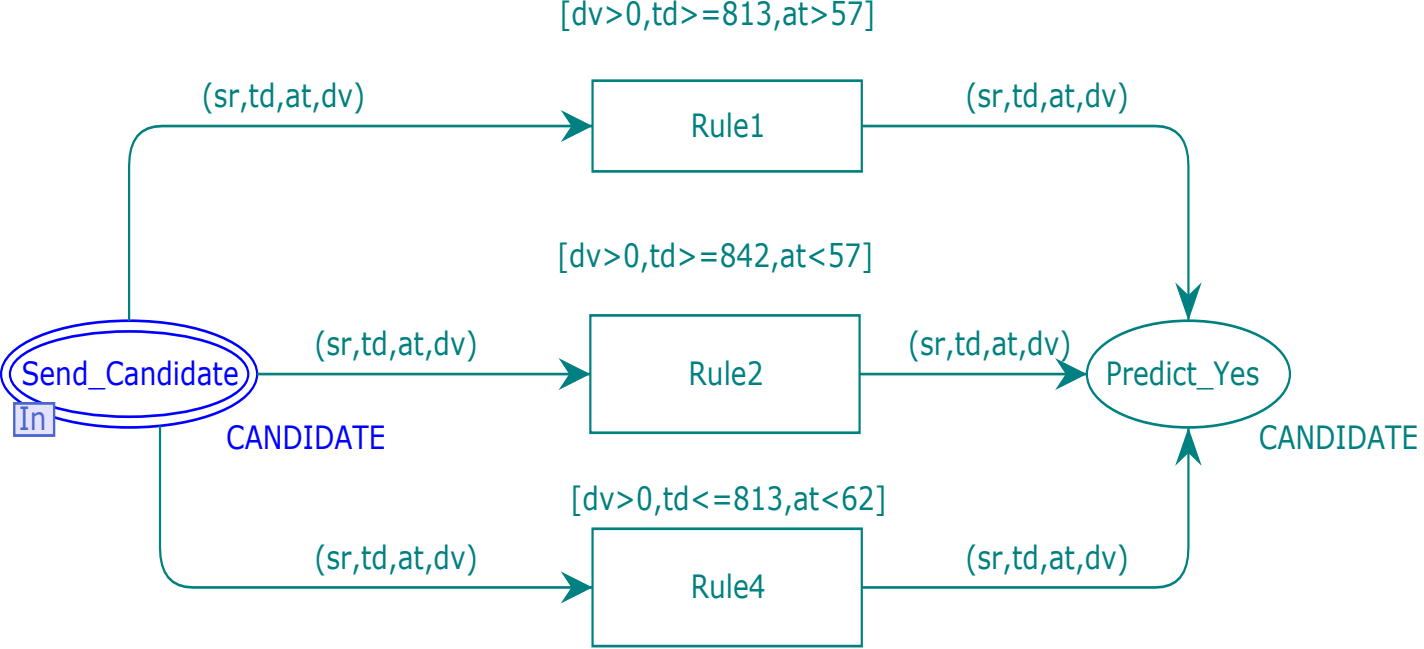 [dv>0,td>=813,at>57]
(sr,td,at,dv)
Rule1
(sr,td,at,dv)
[dv>0,td>=842,at<57]
Send_Candidate
In
CANDIDATE
(sr,td,at,dv)
Rule2
(sr,td,at,dv)
Predict_Yes
CANDIDATE
[dv>0,td<=813,at<62]
(sr,td,at,dv)
Rule4
(sr,td,at,dv)